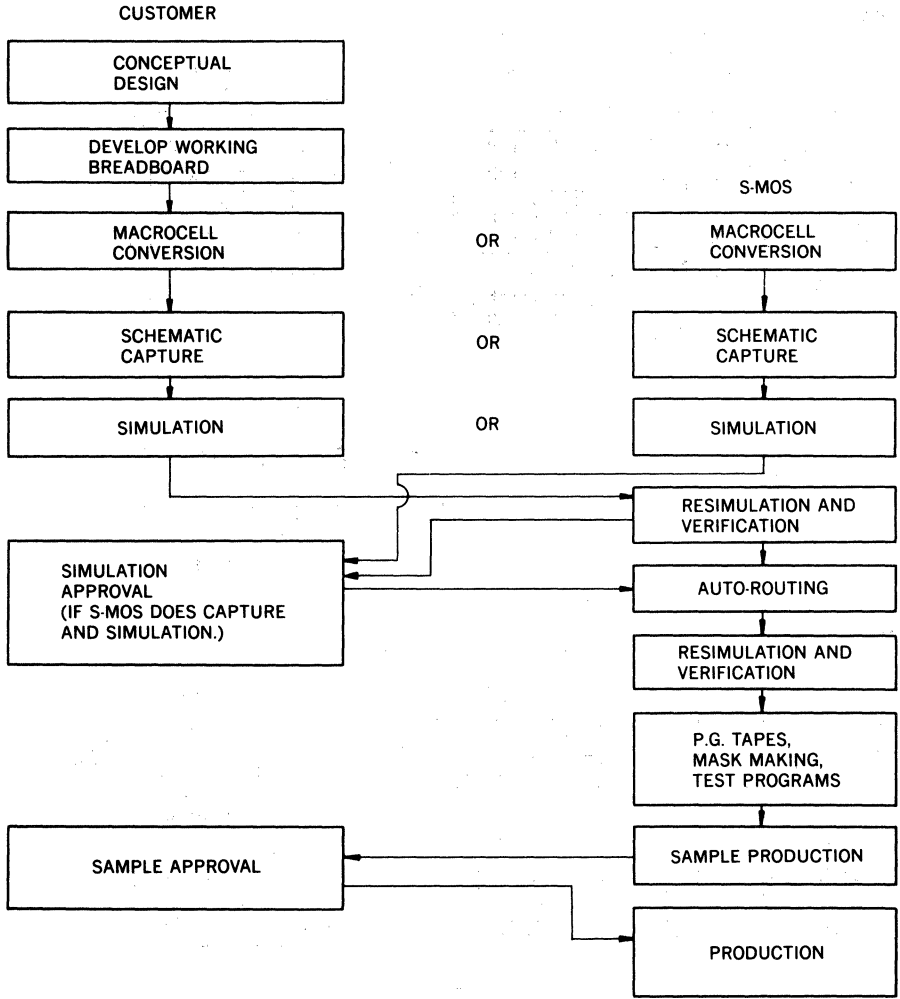 CUSTOMER
CONCEPTUAL
DESIGN
DEVELOP WORKING
BREADBOARD
S-MOS
MACROCELL
CONVERSION
OR
MACROCELL
CONVERSION
SCHEMATIC
CAPTURE
OR
SCHEMATIC
CAPTURE
SIMULATION
OR
SIMULATION
RESIMULATION AND
VERIFICATION
SIMULATION
APPROVAL
(IF S-MOS DOES CAPTURE
AND SIMULATION.)
AUTO-ROUTING
RESIMULATION AND
VERIFICATION
P.G. TAPES,
MASK MAKING,
TEST PROGRAMS
SAMPLE APPROVAL
SAMPLE PRODUCTION
PRODUCTION